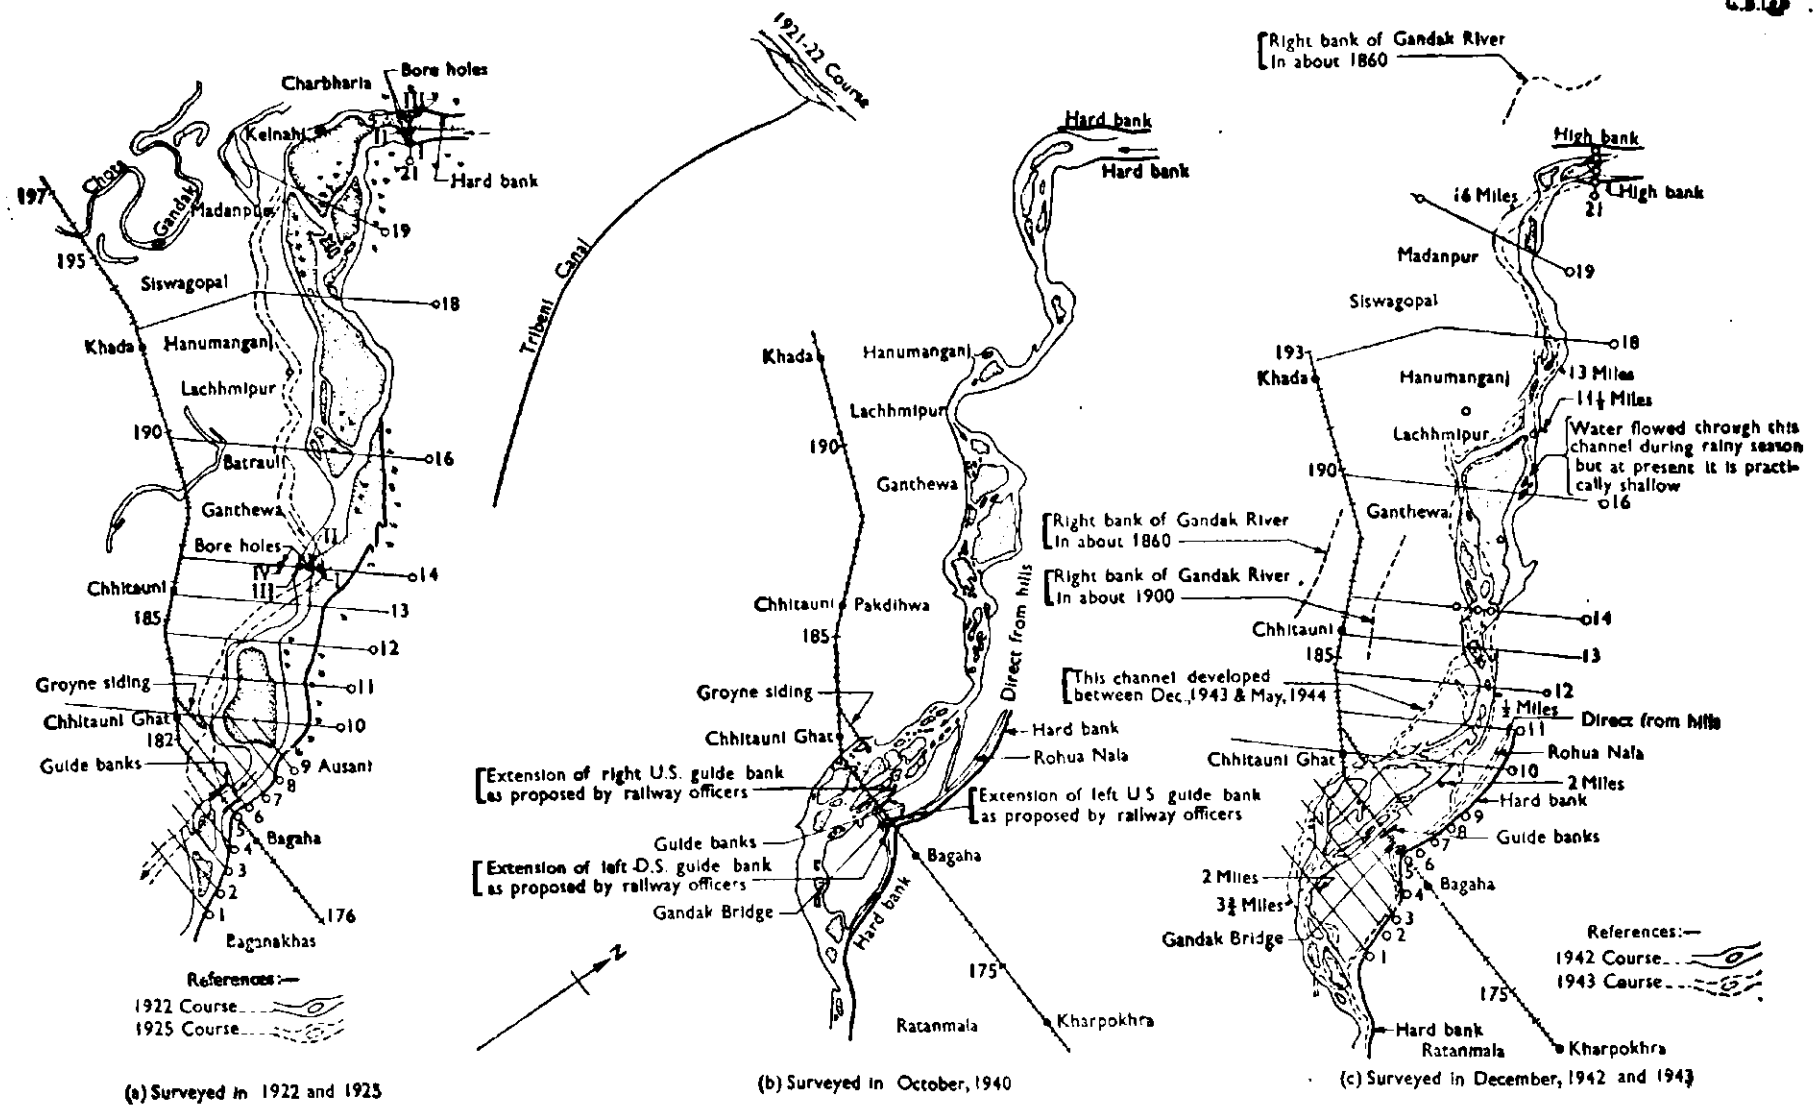 Charbharia
Bore holes
III
Kelnahi
II
I
21
Hard bank
Chota
Gandak
197
Madanpur
19
195
Siswagopal
18
Khada
Hanumanganj
Lachhmipur
190
Batraul
16
Ganthewa
II
Bore holes
IV
III
I
14
Chhitauni
13
185
12
Groyne siding
11
Chhitauni Ghat
10
182
Guide banks
9 Ausani
8
7
6
5
Bagaha
4
3
2
1
176
References:—
1922 Course
1925 Course
(a) Surveyed in 1922 and 1925
1921-22 Course
Tribeni Canal
Hard bank
Hard bank
Khada
Hanumanganj
Lachhmipur
190
Ganthewa
Chhitauni
Pakdihwa
185
Direct from hills
Groyne siding
Hard bank
Chhitauni Ghat
Rohua Nala
Extension of right U.S. guide bank
as proposed by railway officers
Extension of left U S guide bank
as proposed by railway officers
Guide banks
Bagaha
Extension of left D.S. guide bank
as proposed by railway officers
Gandak Bridge
Hard bank
N
175
Ratanmala
Kharpokhra
(b) Surveyed in October, 1940
Right bank of Gandak River
In about 1860
High bank
High bank
21
16 Miles
19
Madanpur
Siswagopal
18
193
Khada
Hanumanganj
13 Miles
11½ Miles
Lachhmipur
Water flowed through this
channel during rainy season
but at present it is practi-
cally shallow
190
16
Ganthewa
Right bank of Gandak River
In about 1860
Right bank of Gandak River
In about 1900
14
Chhitauni
13
185
This channel developed
between Dec., 1943 & May, 1944
12
½ Miles
Direct from hills
11
Rohua Nala
Chhitauni Ghat
10
2 Miles
Hard bank
9
8
7
Guide banks
6
5
2 Miles
Bagaha
4
3¾ Miles
3
2
Gandak Bridge
1
References:—
1942 Course
1943 Course
175
Hard bank
Ratanmala
Kharpokhra
(c) Surveyed in December, 1942 and 1943